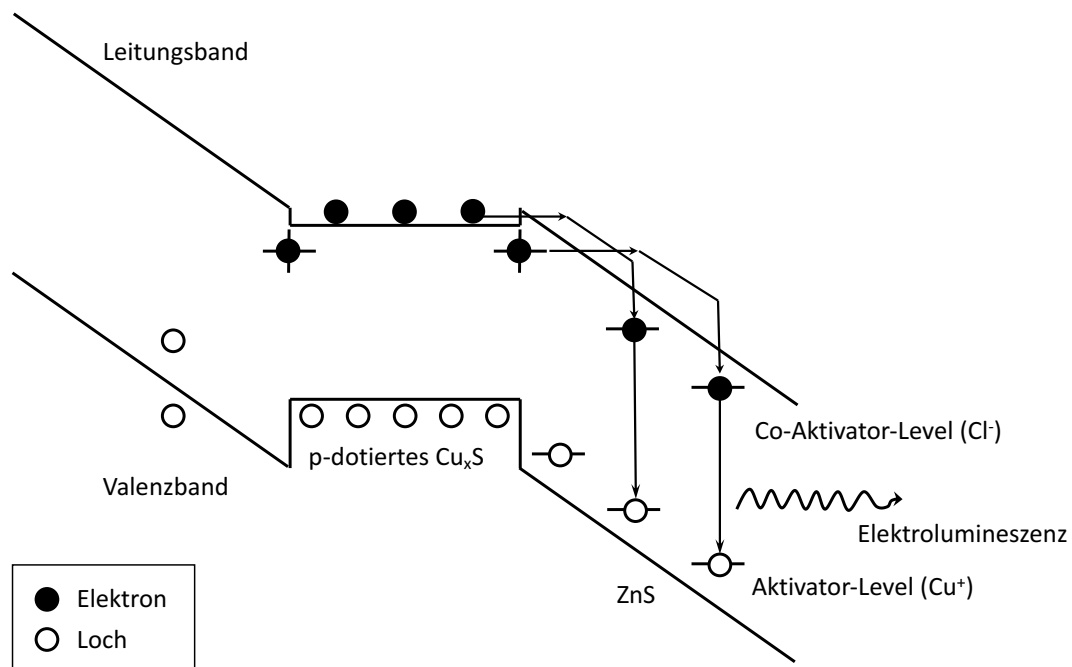 Leitungsband
p-dotiertes CuₓS
Valenzband
Co-Aktivator-Level (Cl⁻)
Elektrolumineszenz
Aktivator-Level (Cu⁺)
ZnS
Elektron
Loch